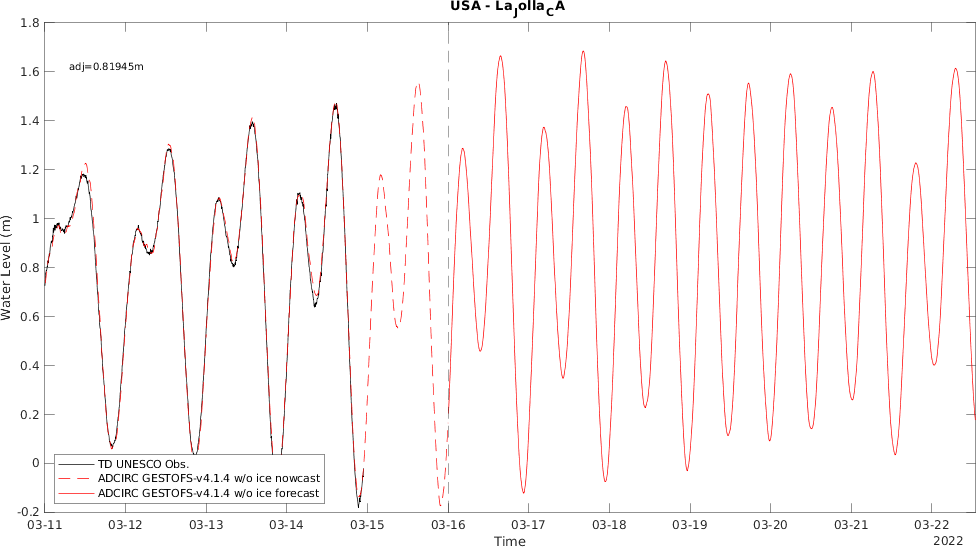 USA - LaJollaCA
adj=0.81945m
Water Level (m)
1.8
1.6
1.4
1.2
1
0.8
0.6
0.4
0.2
0
-0.2
TD UNESCO Obs.
ADCIRC GESTOFS-v4.1.4 w/o ice nowcast
ADCIRC GESTOFS-v4.1.4 w/o ice forecast
03-11 03-12 03-13 03-14 03-15 03-16 03-17 03-18 03-19 03-20 03-21 03-22
Time
2022